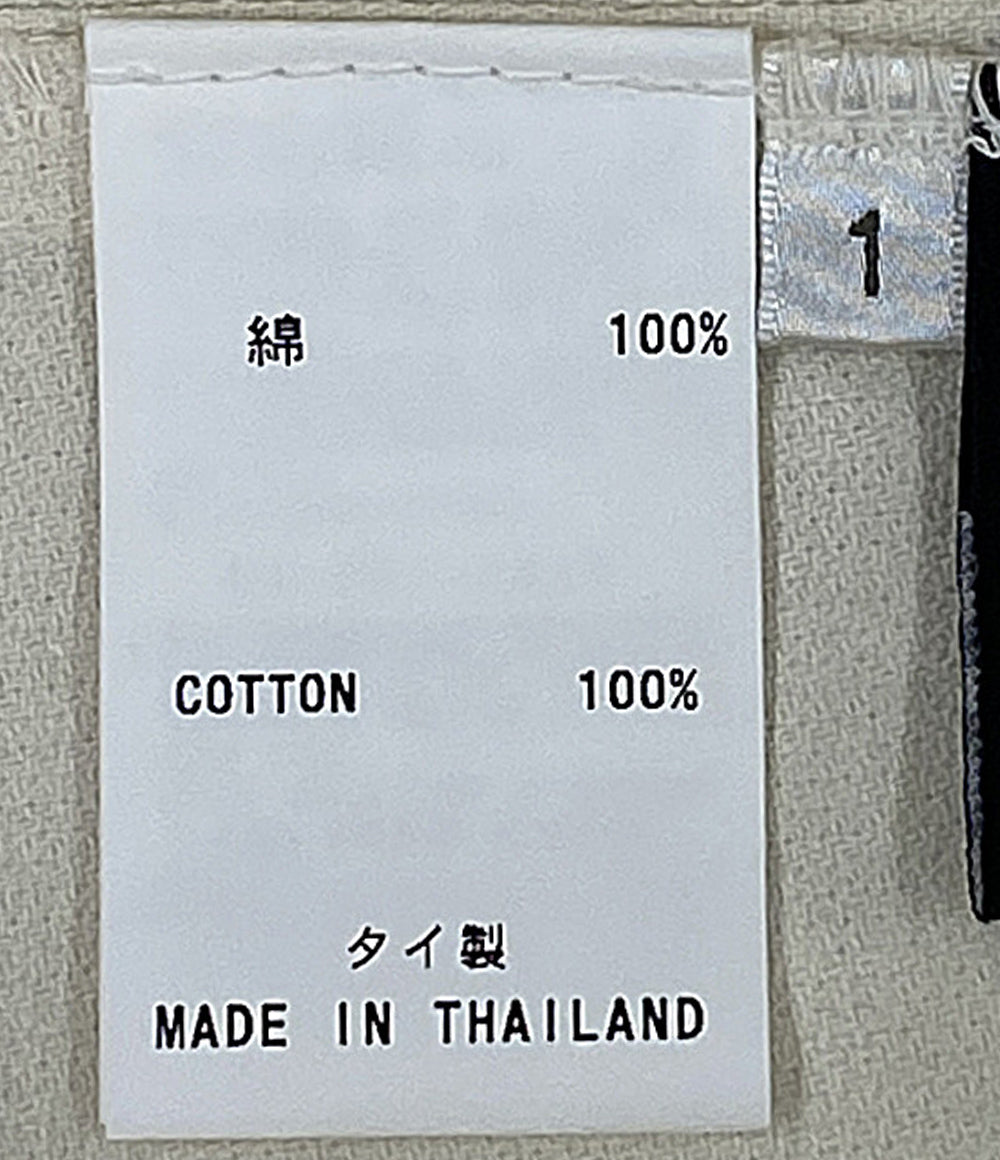 1
綿 100%
COTTON 100%
タイ製
MADE IN THAILAND